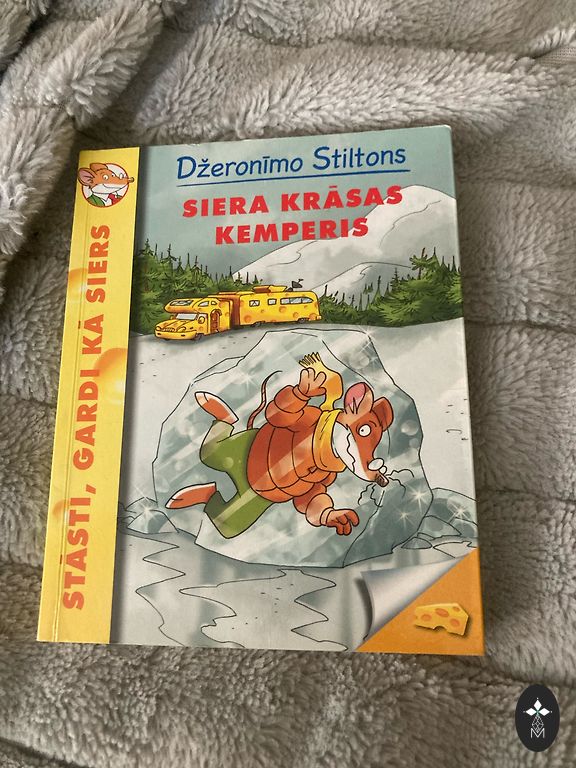 Džeronīmo Stiltons
SIERA KRĀSAS
KEMPERIS
STĀSTI, GARDI KĀ SIERS
M